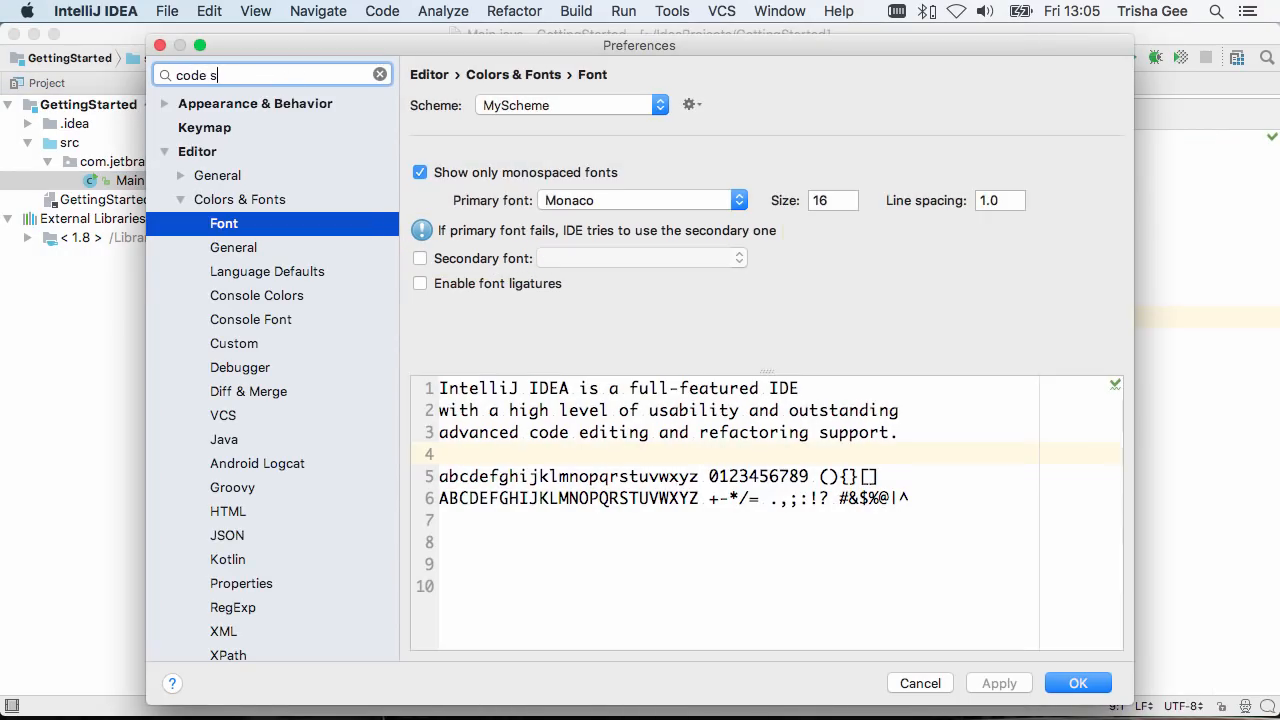 IntelliJ IDEA File Edit View Navigate Code Analyze Refactor Build Run Tools VCS Window Help Fri 13:05 Trisha Gee
GettingStarted
Project
GettingStarted
.idea
src
com.jetbra
Main
GettingStarted
External Libraries
< 1.8 > /Librar
Preferences
code s
Appearance & Behavior
Keymap
Editor
General
Colors & Fonts
Font
General
Language Defaults
Console Colors
Console Font
Custom
Debugger
Diff & Merge
VCS
Java
Android Logcat
Groovy
HTML
JSON
Kotlin
Properties
RegExp
XML
XPath
Editor › Colors & Fonts › Font
Scheme: MyScheme
Show only monospaced fonts
Primary font: Monaco Size: 16 Line spacing: 1.0
If primary font fails, IDE tries to use the secondary one
Secondary font:
Enable font ligatures
1 IntelliJ IDEA is a full-featured IDE
2 with a high level of usability and outstanding
3 advanced code editing and refactoring support.
4
5 abcdefghijklmnopqrstuvwxyz 0123456789 (){}[]
6 ABCDEFGHIJKLMNOPQRSTUVWXYZ +-*/= .,;:!? #&$%@|^
7
8
9
10
? Cancel Apply OK
9:1 LF÷ UTF-8÷